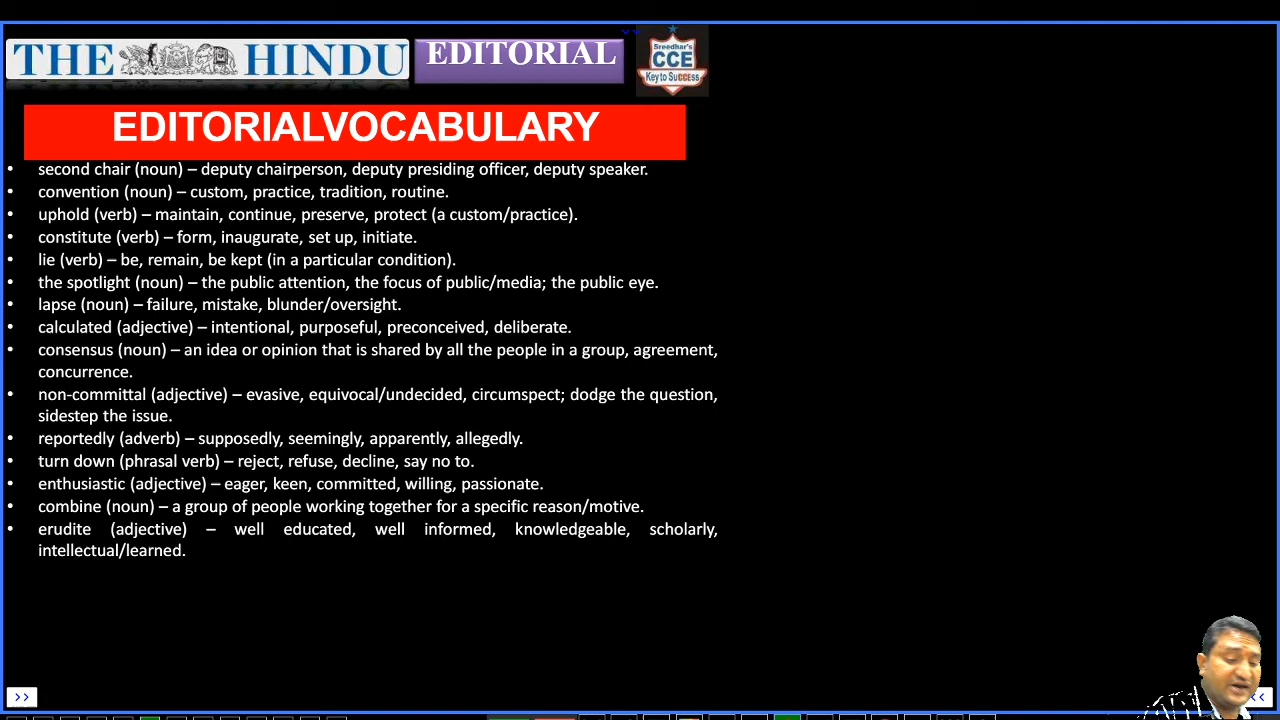 THE HINDU
EDITORIAL
Sreedhar's
CCE
Key to Success
EDITORIALVOCABULARY
• second chair (noun) – deputy chairperson, deputy presiding officer, deputy speaker.
• convention (noun) – custom, practice, tradition, routine.
• uphold (verb) – maintain, continue, preserve, protect (a custom/practice).
• constitute (verb) – form, inaugurate, set up, initiate.
• lie (verb) – be, remain, be kept (in a particular condition).
• the spotlight (noun) – the public attention, the focus of public/media; the public eye.
• lapse (noun) – failure, mistake, blunder/oversight.
• calculated (adjective) – intentional, purposeful, preconceived, deliberate.
• consensus (noun) – an idea or opinion that is shared by all the people in a group, agreement,
concurrence.
• non-committal (adjective) – evasive, equivocal/undecided, circumspect; dodge the question,
sidestep the issue.
• reportedly (adverb) – supposedly, seemingly, apparently, allegedly.
• turn down (phrasal verb) – reject, refuse, decline, say no to.
• enthusiastic (adjective) – eager, keen, committed, willing, passionate.
• combine (noun) – a group of people working together for a specific reason/motive.
• erudite (adjective) – well educated, well informed, knowledgeable, scholarly,
intellectual/learned.
>>
<<